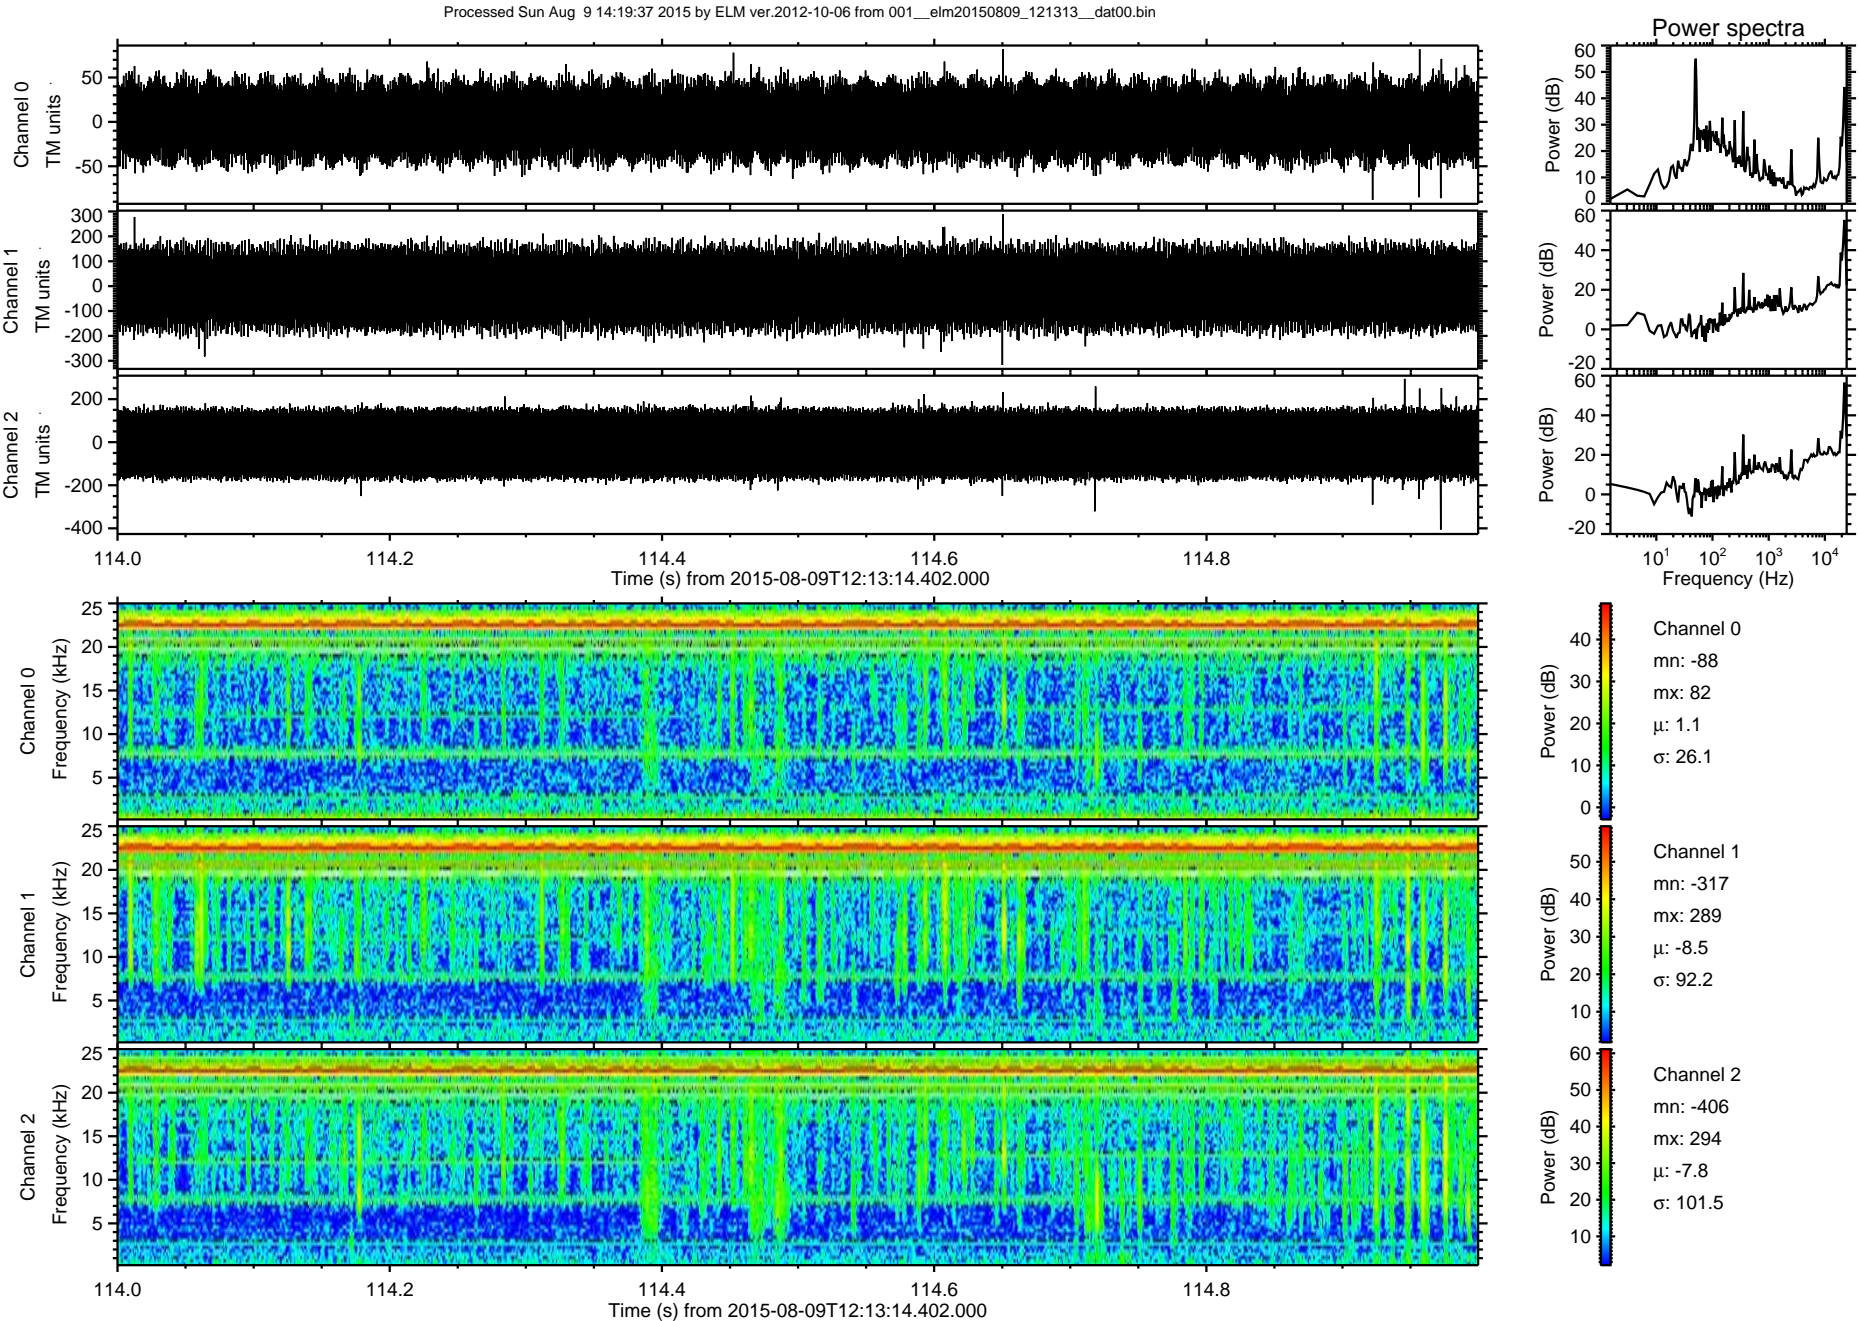 Processed Sun Aug 9 14:19:37 2015 by ELM ver.2012-10-06 from 001__elm20150809_121313__dat00.bin
Power spectra
Channel 0
TM units
50
0
-50
Power (dB)
60
50
40
30
20
10
0
Channel 1
TM units
300
200
100
0
-100
-200
-300
Power (dB)
60
40
20
0
-20
Channel 2
TM units
200
0
-200
-400
Power (dB)
60
40
20
0
-20
114.0 114.2 114.4 114.6 114.8
Time (s) from 2015-08-09T12:13:14.402.000
10^1 10^2 10^3 10^4
Frequency (Hz)
Channel 0
Frequency (kHz)
25
20
15
10
5
Power (dB)
40
30
20
10
0
Channel 0
mn: -88
mx: 82
μ: 1.1
σ: 26.1
Channel 1
Frequency (kHz)
25
20
15
10
5
Power (dB)
50
40
30
20
10
Channel 1
mn: -317
mx: 289
μ: -8.5
σ: 92.2
Channel 2
Frequency (kHz)
25
20
15
10
5
Power (dB)
60
50
40
30
20
10
Channel 2
mn: -406
mx: 294
μ: -7.8
σ: 101.5
114.0 114.2 114.4 114.6 114.8
Time (s) from 2015-08-09T12:13:14.402.000